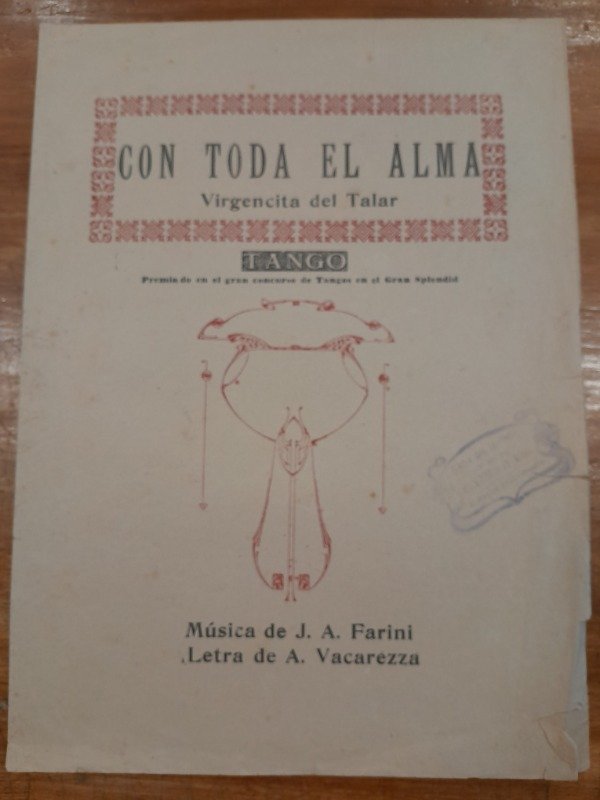 CON TODA EL ALMA
Virgencita del Talar
TANGO
Premiado en el gran concurso de Tangos en el Gran Splendid
Música de J. A. Farini
Letra de A. Vacarezza